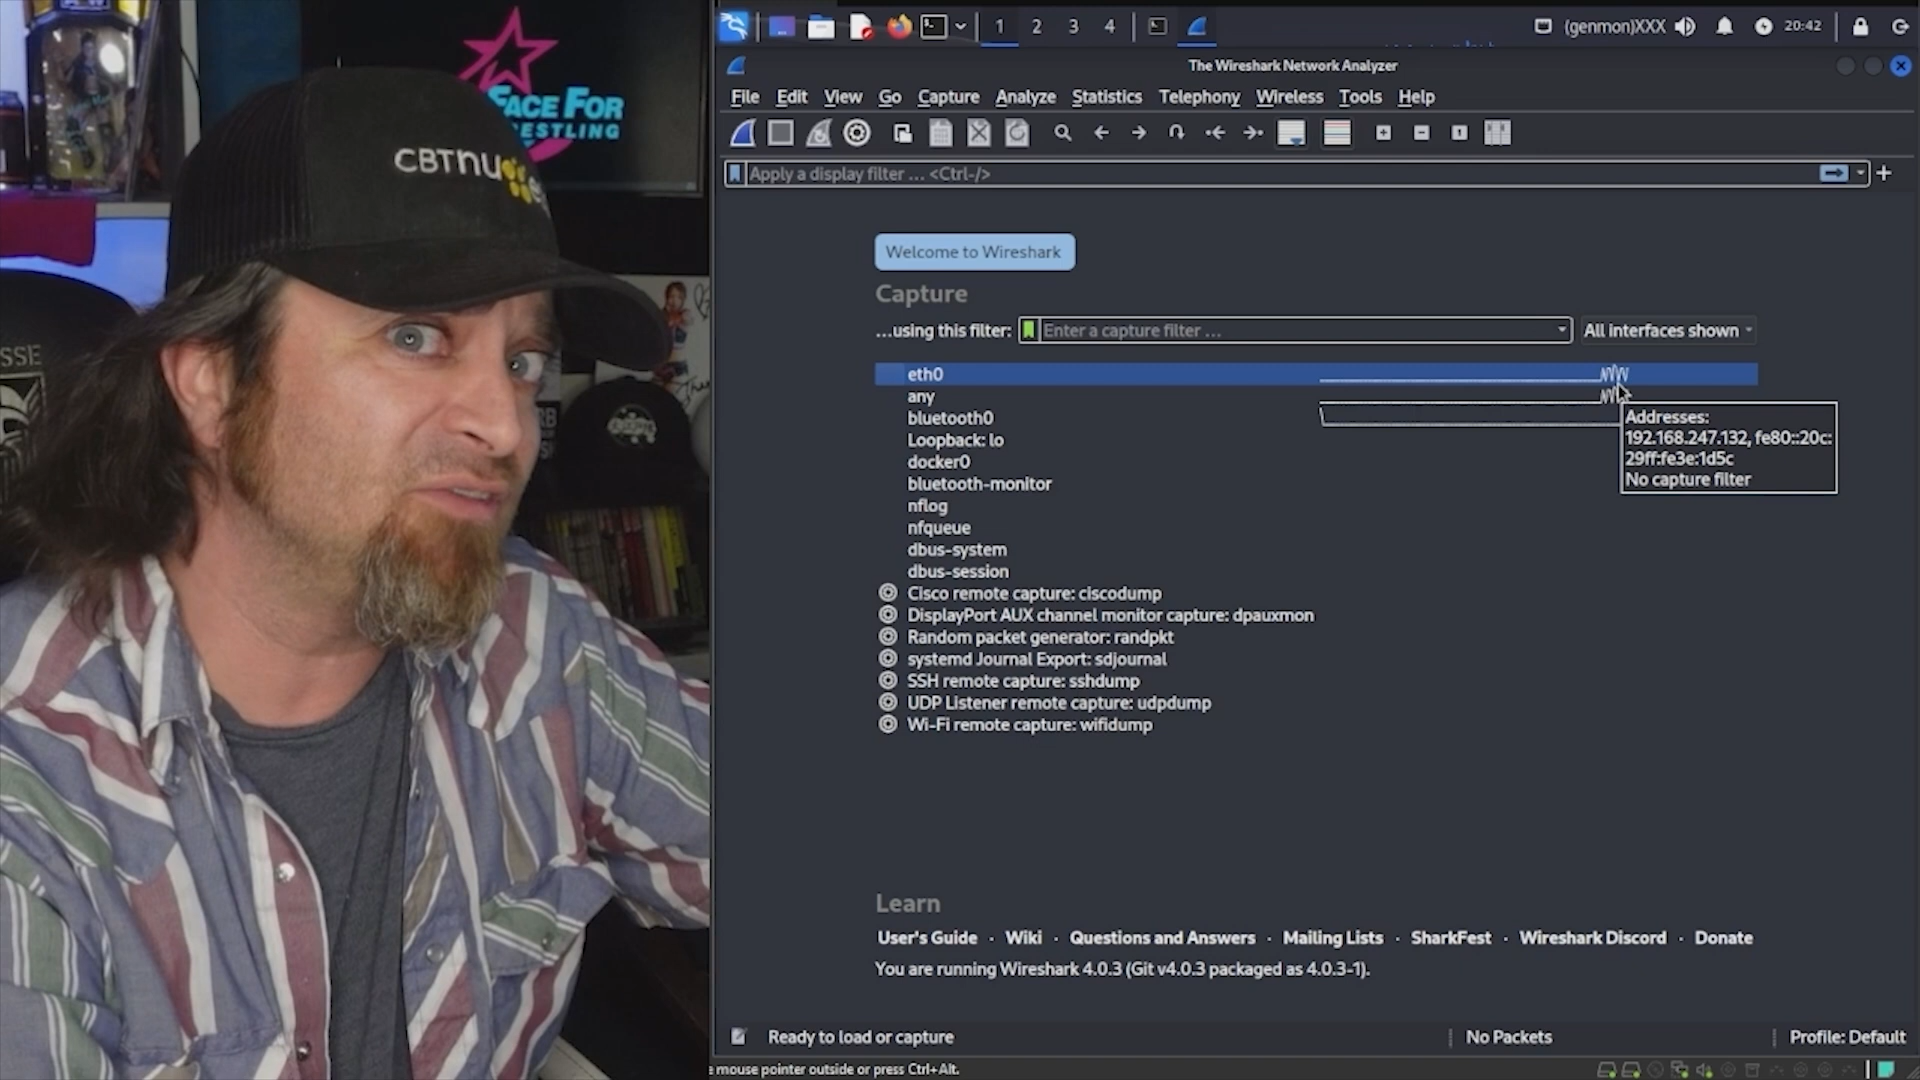 FACE FOR
CBTnu
SSE
1
2
3
4
(genmon)XXX
20:42
The Wireshark Network Analyzer
File Edit View Go Capture Analyze Statistics Telephony Wireless Tools Help
Apply a display filter ... <Ctrl-/>
Welcome to Wireshark
Capture
...using this filter: Enter a capture filter ... All interfaces shown
eth0
any
bluetooth0
Loopback: lo
docker0
bluetooth-monitor
nflog
nfqueue
dbus-system
dbus-session
Cisco remote capture: ciscodump
DisplayPort AUX channel monitor capture: dpauxmon
Random packet generator: randpkt
systemd Journal Export: sdjournal
SSH remote capture: sshdump
UDP Listener remote capture: udpdump
Wi-Fi remote capture: wifidump
Addresses:
192.168.247.132, fe80::20c:
29ff:fe3e:1d5c
No capture filter
Learn
User's Guide · Wiki · Questions and Answers · Mailing Lists · SharkFest · Wireshark Discord · Donate
You are running Wireshark 4.0.3 (Git v4.0.3 packaged as 4.0.3-1).
Ready to load or capture
No Packets
Profile: Default
mouse pointer outside or press Ctrl+Alt.